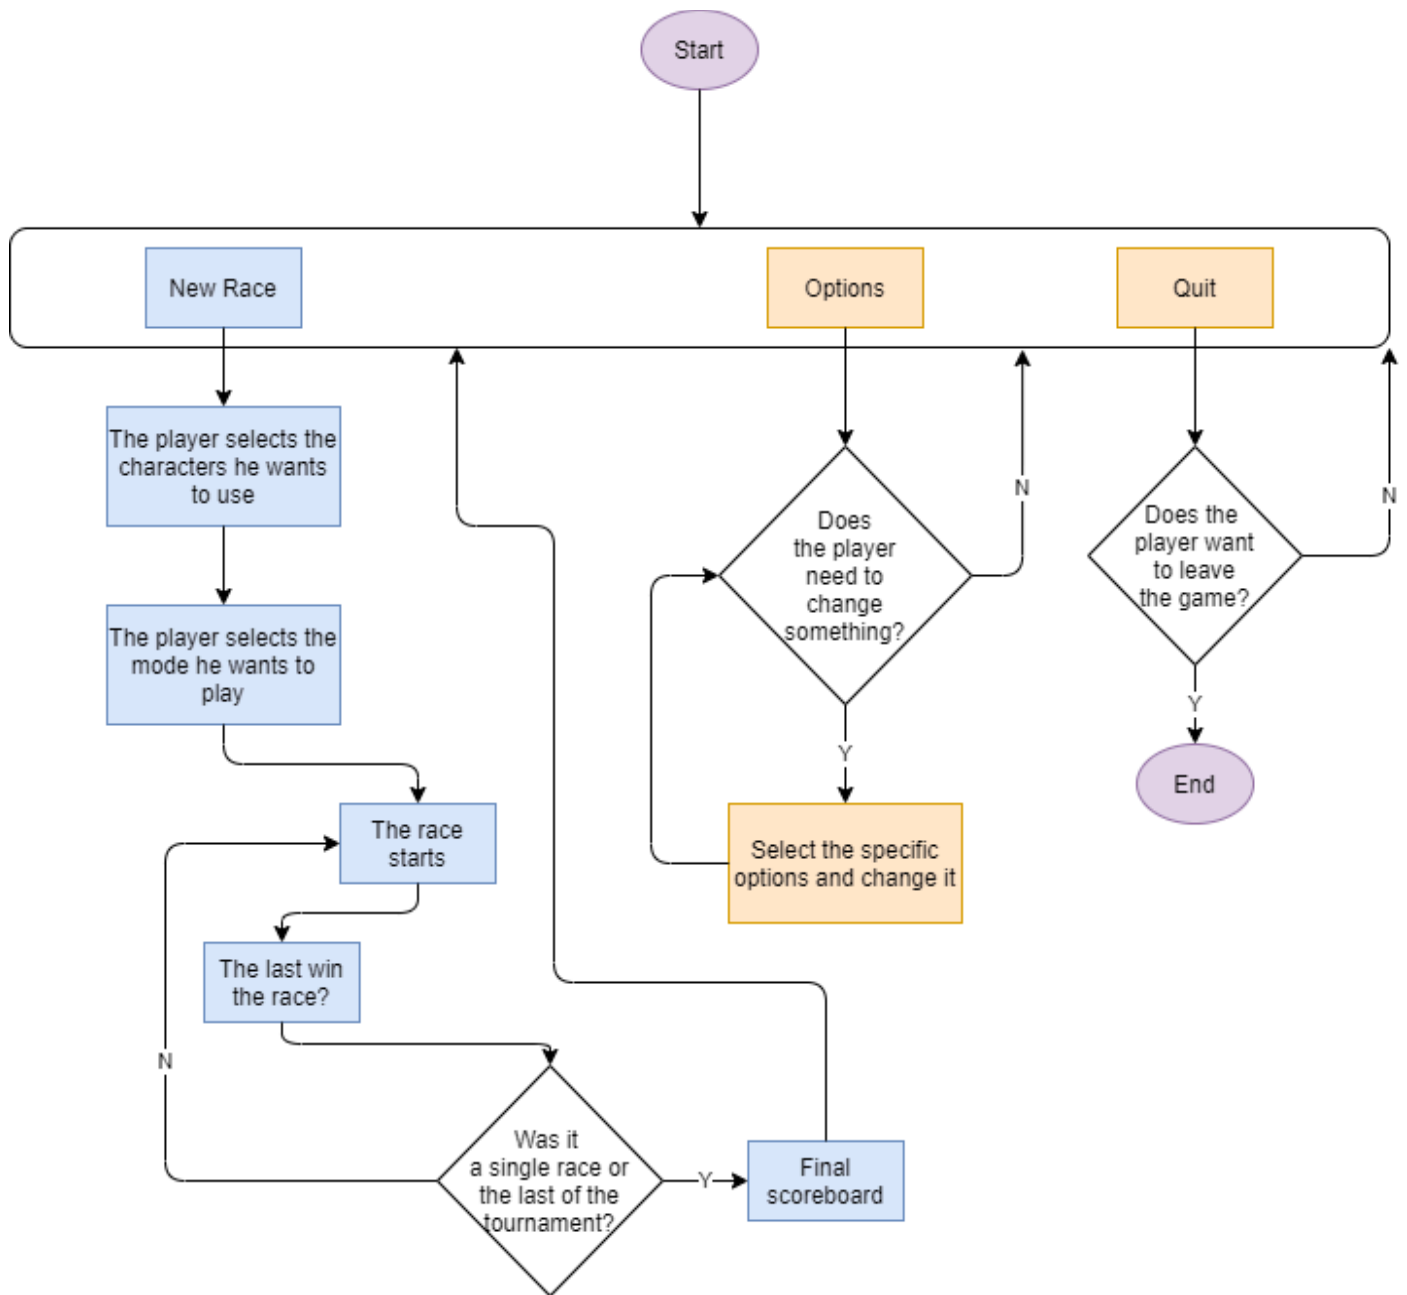 Start
New Race
Options
Quit
The player selects the
characters he wants
to use
The player selects the
mode he wants to
play
The race
starts
The last win
the race?
N
Was it
a single race or
the last of the
tournament?
Y
Final
scoreboard
Does
the player
need to
change
something?
N
Y
Select the specific
options and change it
Does the
player want
to leave
the game?
N
Y
End